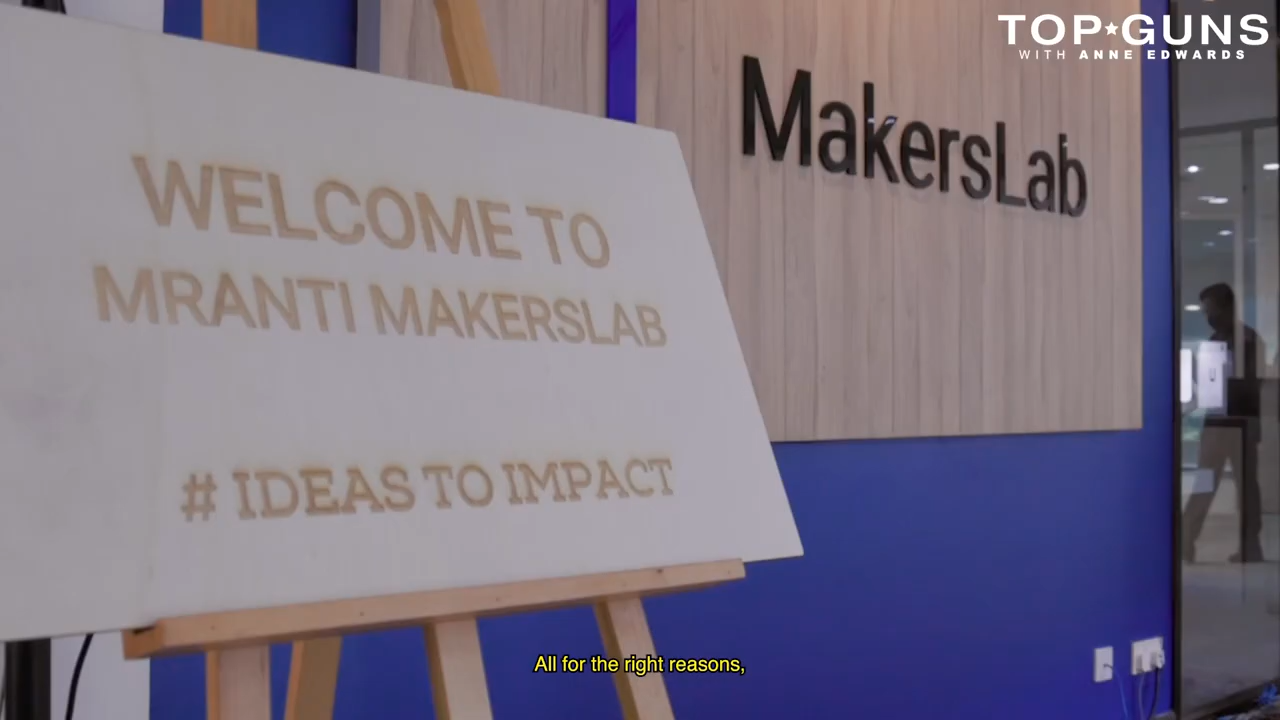 TOP★GUNS
WITH ANNE EDWARDS
MakersLab
WELCOME TO
MRANTI MAKERSLAB
# IDEAS TO IMPACT
All for the right reasons,